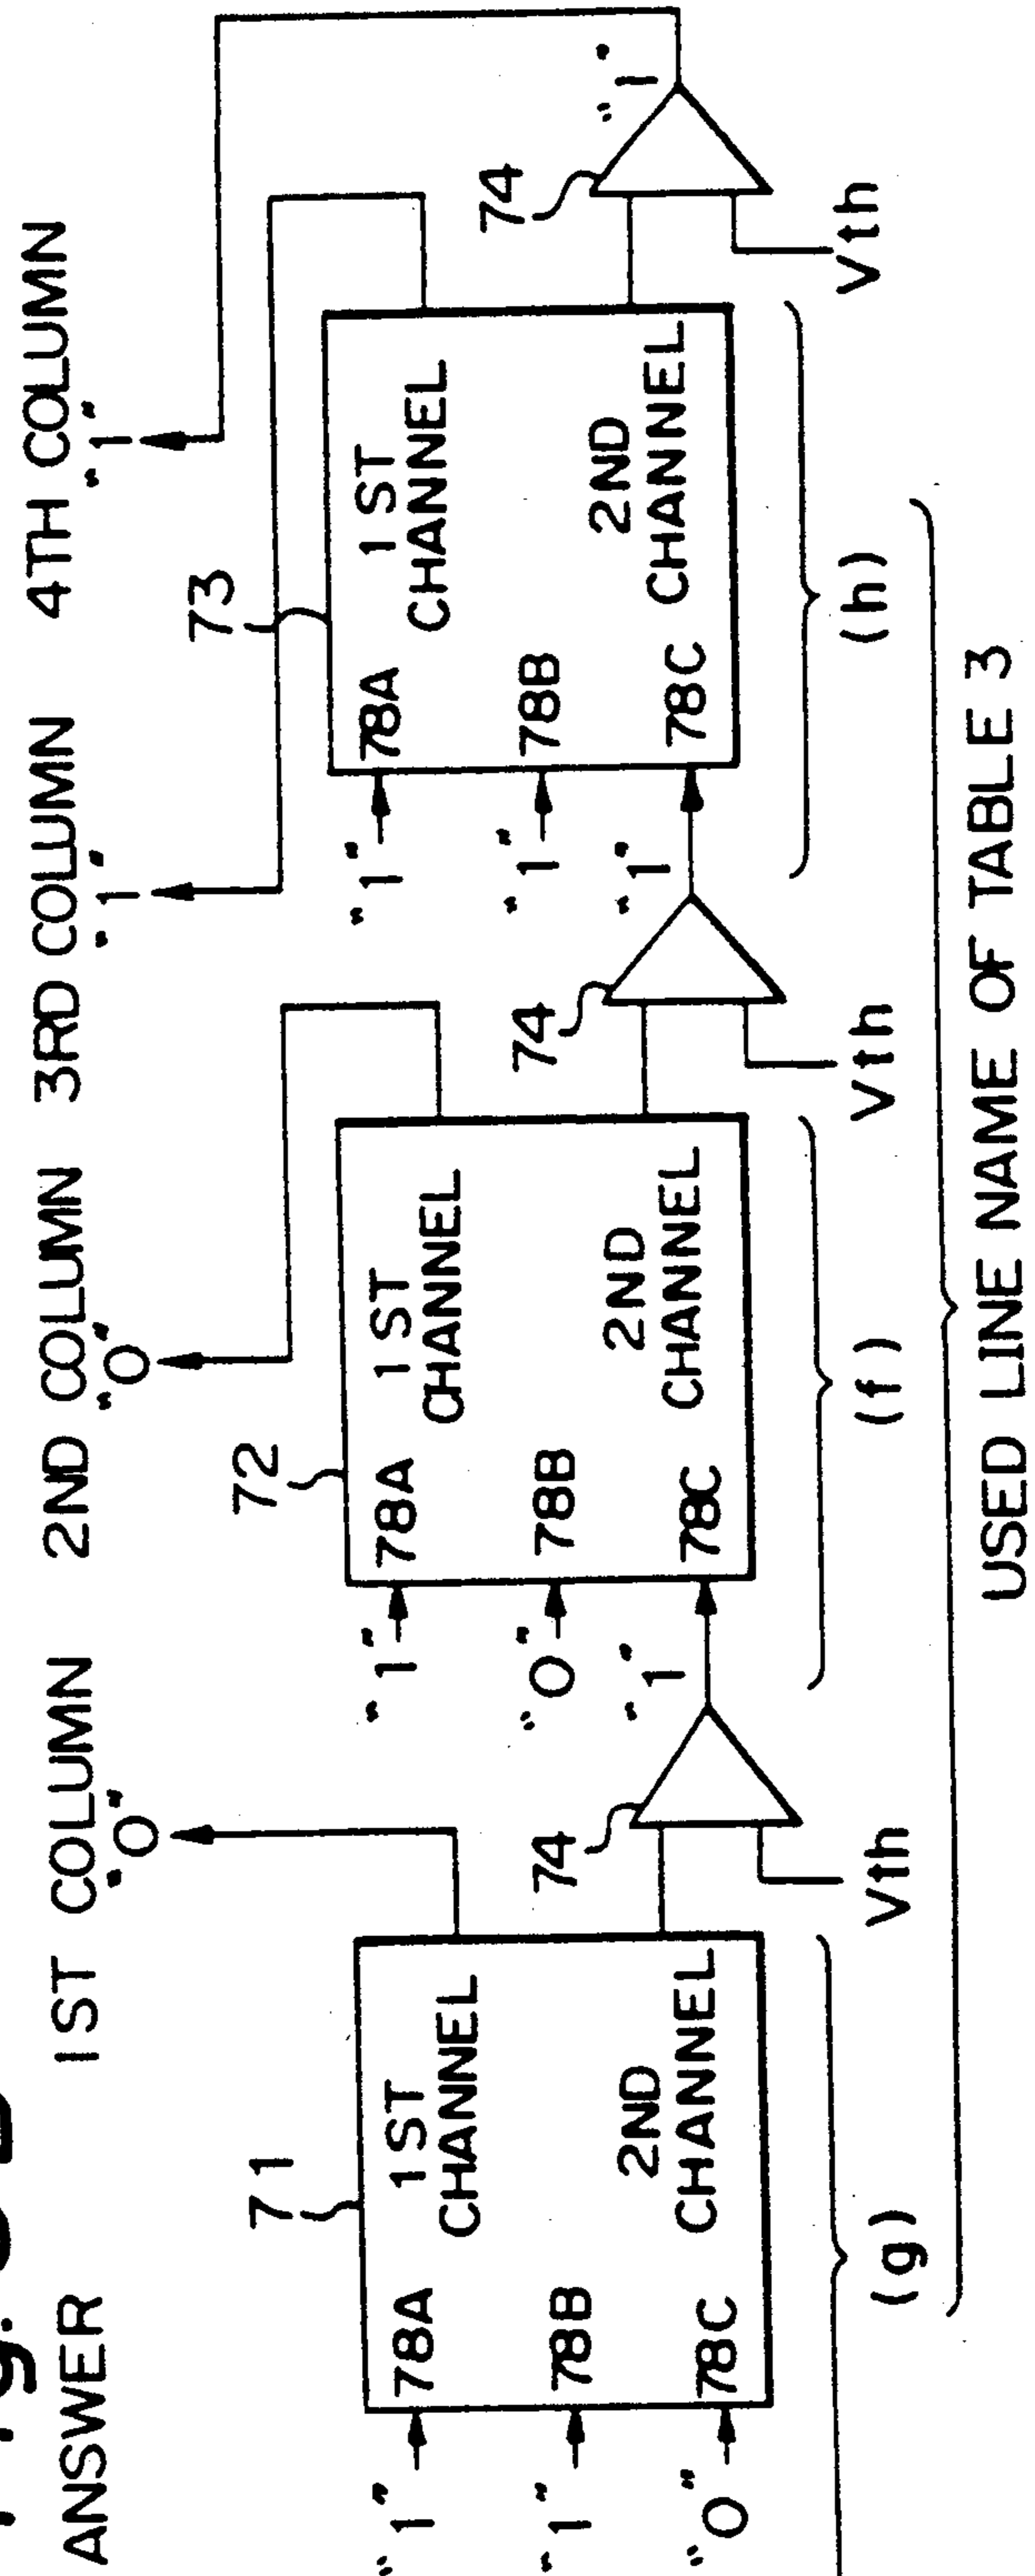 ANSWER
1ST COLUMN 2ND COLUMN 3RD COLUMN 4TH COLUMN
"0" "0" "1" "1"
71
72
73
78A
1ST
CHANNEL
78B
2ND
CHANNEL
78C
78A
1ST
CHANNEL
78B
2ND
CHANNEL
78C
78A
1ST
CHANNEL
78B
2ND
CHANNEL
78C
"1"
"1"
"0"
74
Vth
"1"
"0"
"1"
74
Vth
"1"
"1"
"1"
74
Vth
"1"
(g) (f) (h)
USED LINE NAME OF TABLE 3